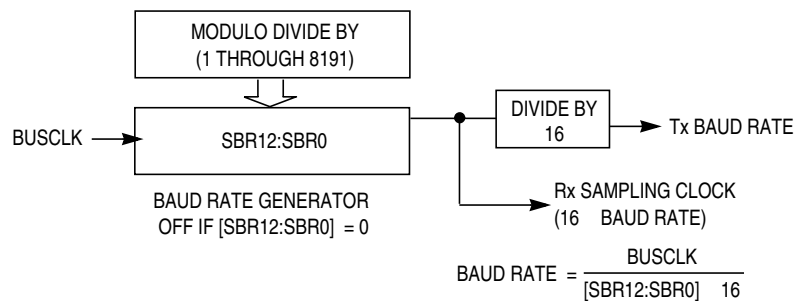 MODULO DIVIDE BY
(1 THROUGH 8191)
BUSCLK
SBR12:SBR0
DIVIDE BY
16
Tx BAUD RATE
BAUD RATE GENERATOR
OFF IF [SBR12:SBR0] = 0
Rx SAMPLING CLOCK
(16 BAUD RATE)
BAUD RATE =
BUSCLK
[SBR12:SBR0] 16